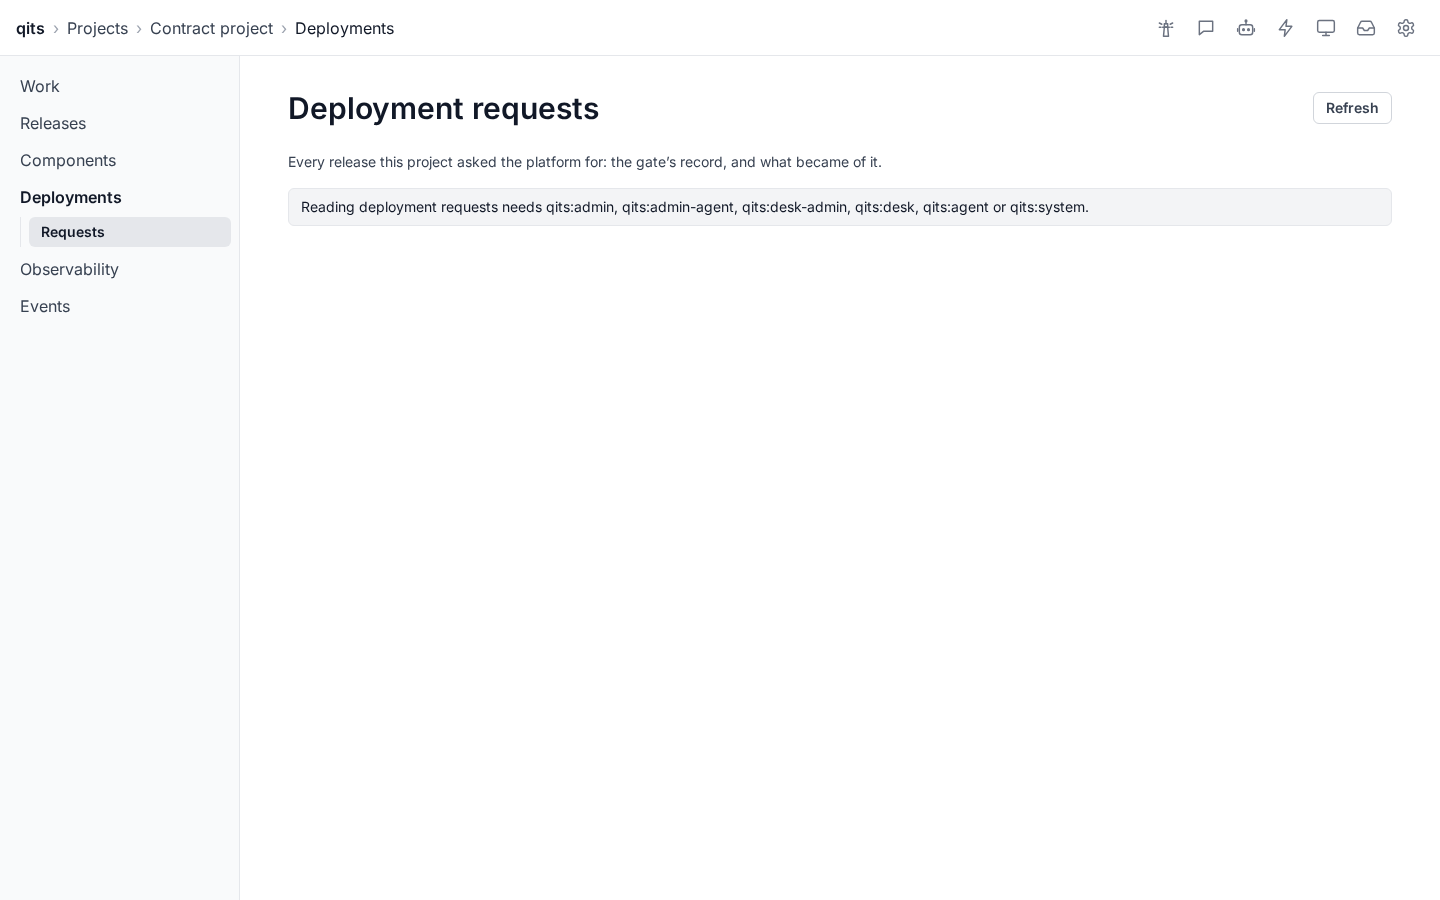 qits › Projects › Contract project › Deployments
Work
Releases
Components
Deployments
Requests
Observability
Events
Deployment requests
Refresh
Every release this project asked the platform for: the gate’s record, and what became of it.
Reading deployment requests needs qits:admin, qits:admin-agent, qits:desk-admin, qits:desk, qits:agent or qits:system.